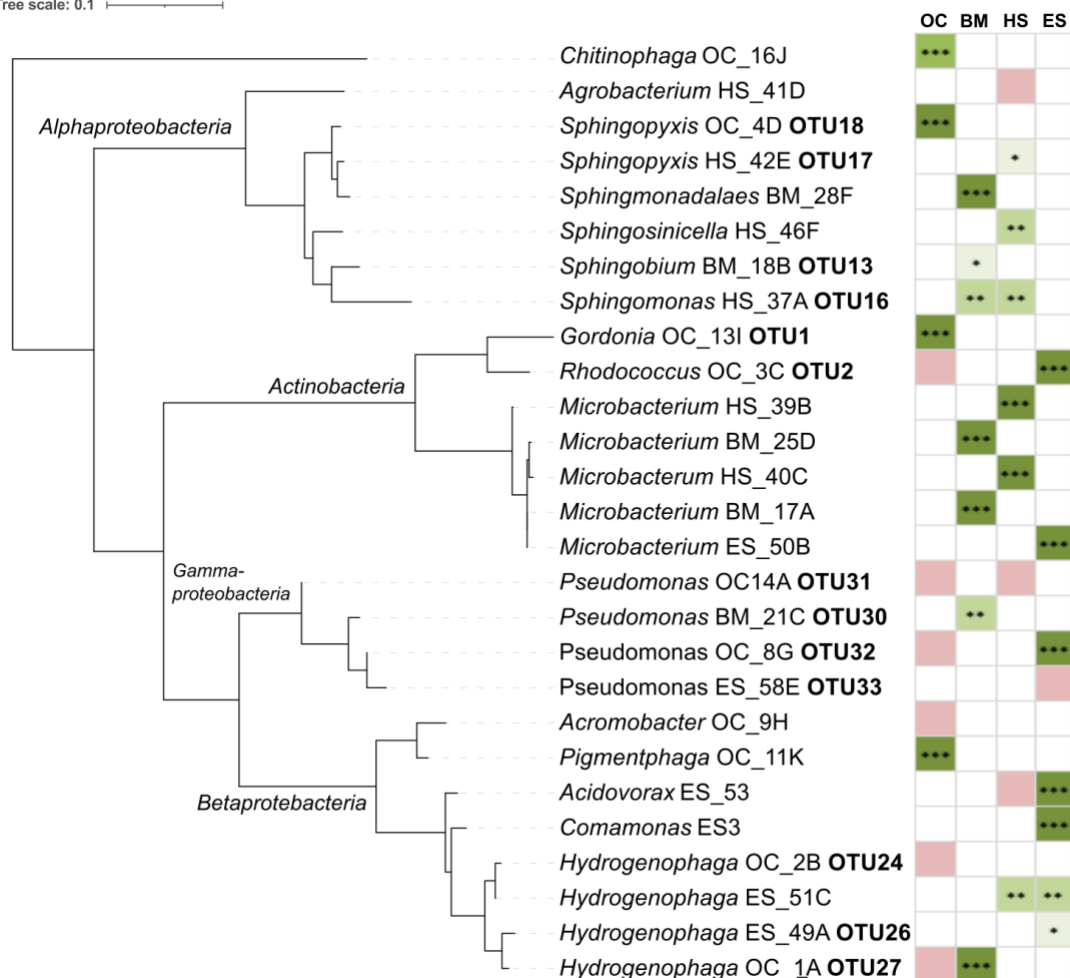 Tree scale: 0.1
OC BM HS ES
Chitinophaga OC_16J ***
Agrobacterium HS_41D
Alphaproteobacteria
Sphingopyxis OC_4D OTU18 ***
Sphingopyxis HS_42E OTU17 *
Sphingmonadalaes BM_28F ***
Sphingosinicella HS_46F **
Sphingobium BM_18B OTU13 *
Sphingomonas HS_37A OTU16 ** **
Gordonia OC_13I OTU1 ***
Rhodococcus OC_3C OTU2 ***
Actinobacteria
Microbacterium HS_39B ***
Microbacterium BM_25D ***
Microbacterum HS_40C ***
Microbacterium BM_17A ***
Microbacterium ES_50B ***
Gamma-
proteobacteria
Pseudomonas OC14A OTU31
Pseudomonas BM_21C OTU30 **
Pseudomonas OC_8G OTU32 ***
Pseudomonas ES_58E OTU33
Acromobacter OC_9H
Pigmentphaga OC_11K ***
Betaprotebacteria
Acidovorax ES_53 ***
Comamonas ES3 ***
Hydrogenophaga OC_2B OTU24
Hydrogenophaga ES_51C ** **
Hydrogenophaga ES_49A OTU26 *
Hydrogenophaga OC_1A OTU27 ***